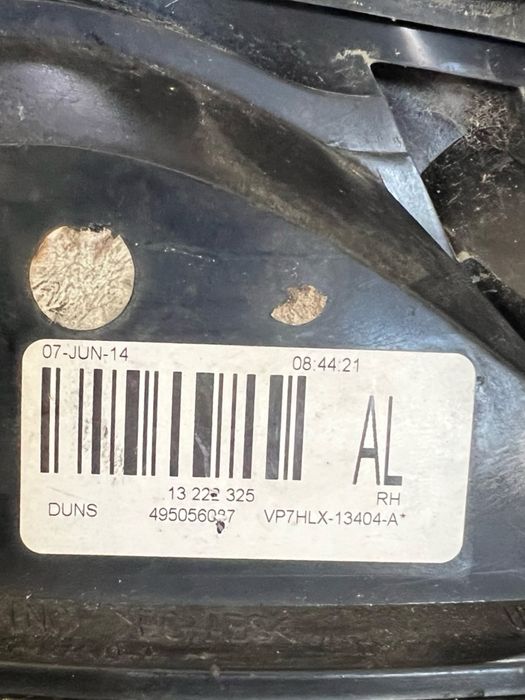 07-JUN-14 08:44:21
AL
13 222 325 RH
DUNS 495056087 VP7HLX-13404-A*